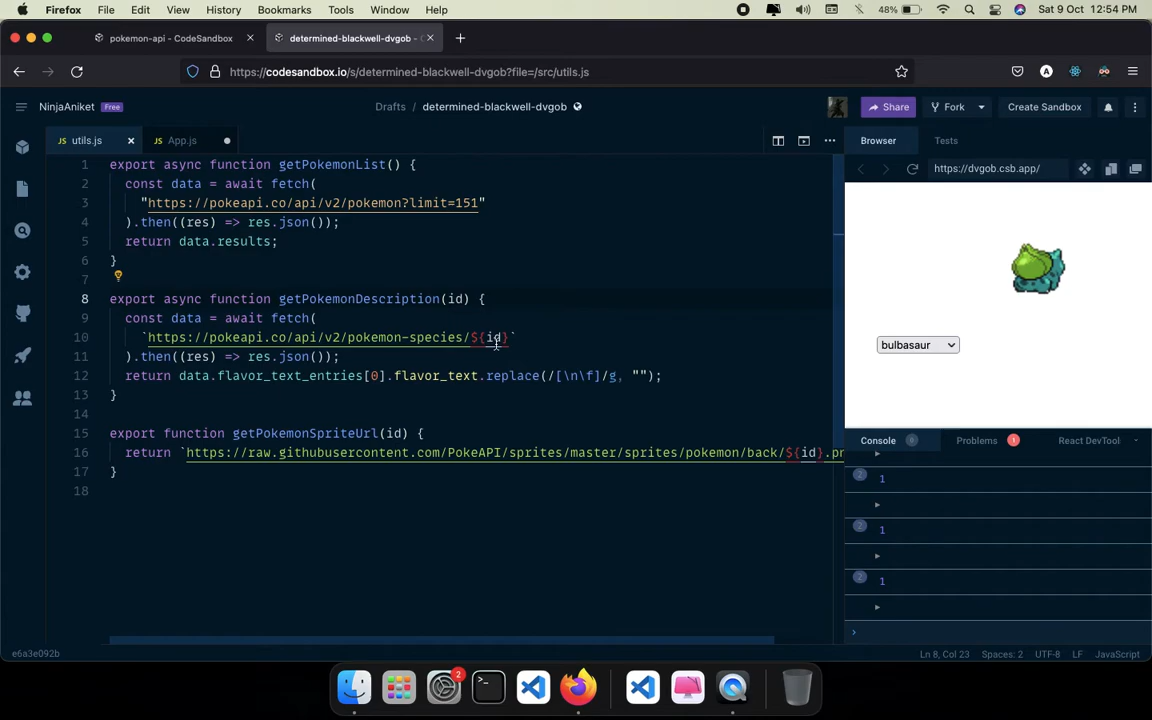 Firefox File Edit View History Bookmarks Tools Window Help 48% Sat 9 Oct 12:54 PM
pokemon-api - CodeSandbox determined-blackwell-dvgob -
https://codesandbox.io/s/determined-blackwell-dvgob?file=/src/utils.js
NinjaAniket Free Drafts / determined-blackwell-dvgob Share Fork Create Sandbox
utils.js App.js Browser Tests
https://dvgob.csb.app/
1 export async function getPokemonList() {
2 const data = await fetch(
3 "https://pokeapi.co/api/v2/pokemon?limit=151"
4 ).then((res) => res.json());
5 return data.results;
6 }
7
8 export async function getPokemonDescription(id) {
9 const data = await fetch(
10 `https://pokeapi.co/api/v2/pokemon-species/${id}`
11 ).then((res) => res.json());
12 return data.flavor_text_entries[0].flavor_text.replace(/[\n\f]/g, "");
13 }
14
15 export function getPokemonSpriteUrl(id) {
16 return `https://raw.githubusercontent.com/PokeAPI/sprites/master/sprites/pokemon/back/${id}.pr
17 }
18
bulbasaur
Console 0 Problems 1 React DevTool
2 1
2 1
2 1
e6a3e092b Ln 8, Col 23 Spaces: 2 UTF-8 LF JavaScript
2